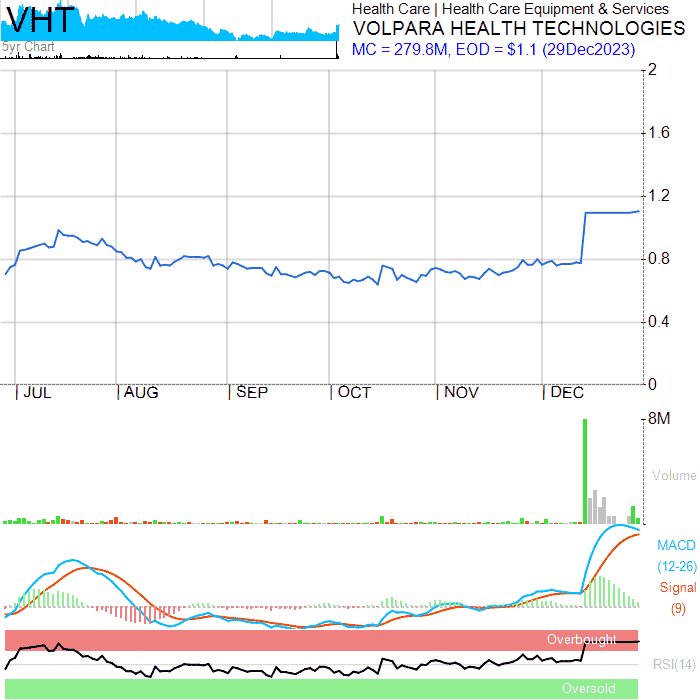 VHT
5yr Chart
Health Care | Health Care Equipment & Services
VOLPARA HEALTH TECHNOLOGIES
MC = 279.8M, EOD = $1.1 (29Dec2023)
2
1.6
1.2
0.8
0.4
0
JUL AUG SEP OCT NOV DEC
8M
Volume
MACD
(12-26)
Signal
(9)
Overbought
RSI(14)
Oversold